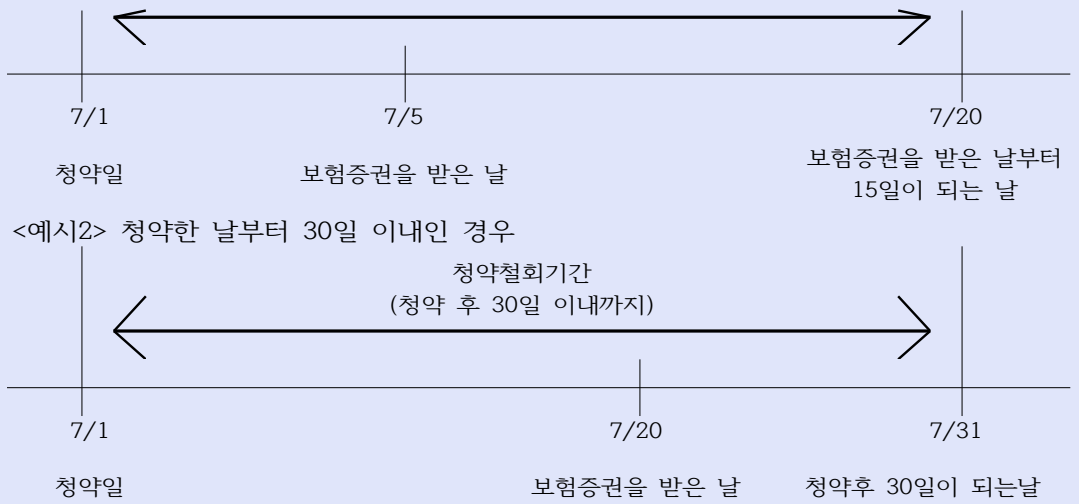 7/1 7/5 7/20
청약일 보험증권을 받은 날 보험증권을 받은 날부터
15일이 되는 날
<예시2> 청약한 날부터 30일 이내인 경우
청약철회기간
(청약 후 30일 이내까지)
7/1 7/20 7/31
청약일 보험증권을 받은 날 청약후 30일이 되는날